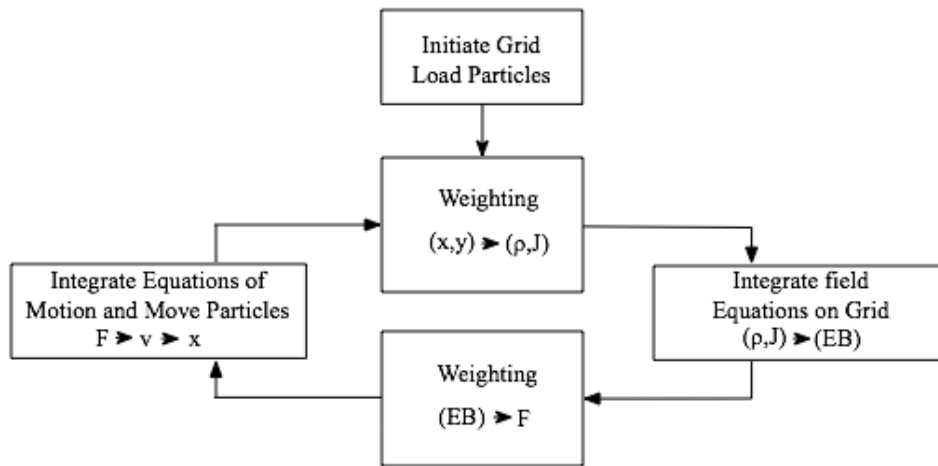 Initiate Grid
Load Particles
Weighting
(x,y) ➤ (ρ,J)
Integrate Equations of
Motion and Move Particles
F ➤ v ➤ x
Integrate field
Equations on Grid
(ρ,J) ➤ (EB)
Weighting
(EB) ➤ F